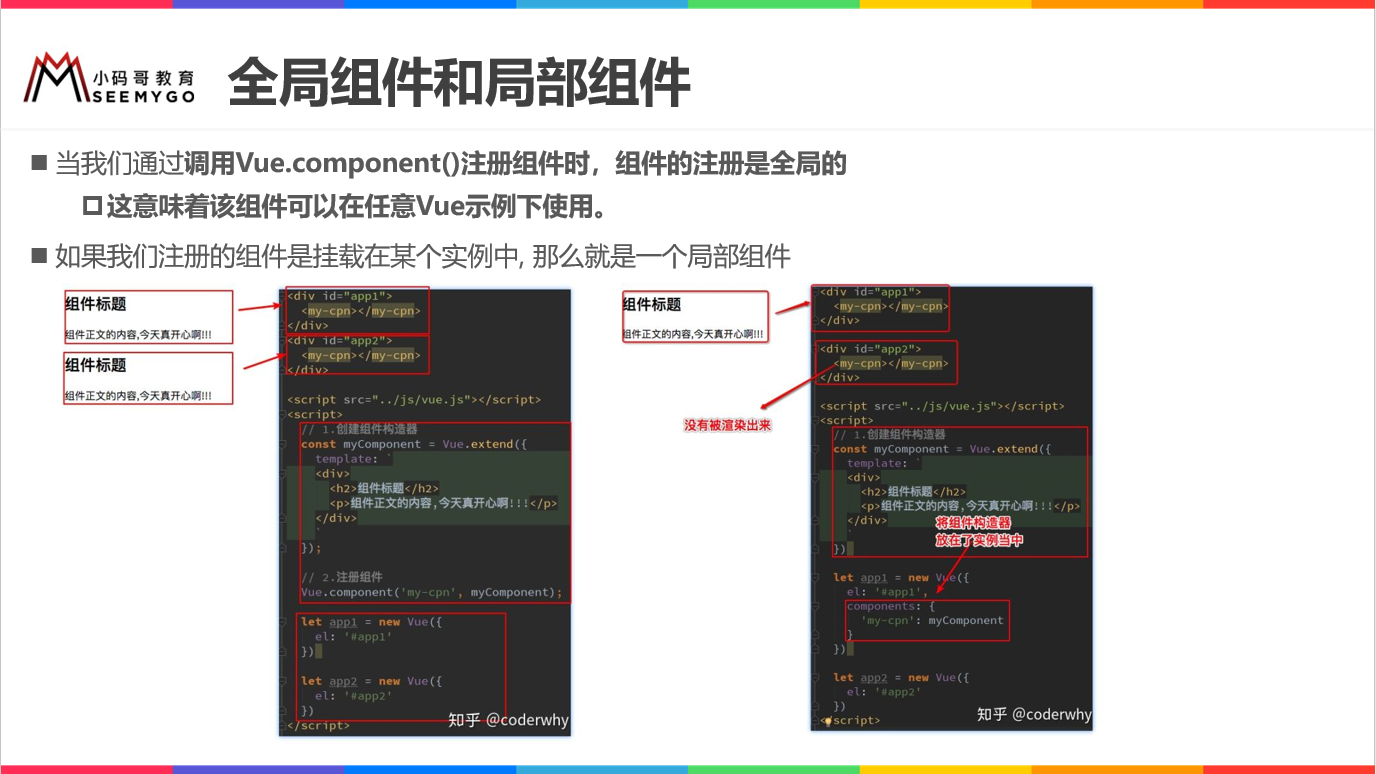 小码哥教育
SEEMYGO
全局组件和局部组件
当我们通过调用Vue.component()注册组件时，组件的注册是全局的
这意味着该组件可以在任意Vue示例下使用。
如果我们注册的组件是挂载在某个实例中, 那么就是一个局部组件
组件标题
组件正文的内容,今天真开心啊!!!
组件标题
组件正文的内容,今天真开心啊!!!
<div id="app1">
<my-cpn></my-cpn>
</div>
<div id="app2">
<my-cpn></my-cpn>
</div>
<script src="../js/vue.js"></script>
<script>
// 1.创建组件构造器
const myComponent = Vue.extend({
template: `
<div>
<h2>组件标题</h2>
<p>组件正文的内容,今天真开心啊!!!</p>
</div>
`
});
// 2.注册组件
Vue.component('my-cpn', myComponent);
let app1 = new Vue({
el: '#app1'
})
let app2 = new Vue({
el: '#app2'
})
</script>
知乎 @coderwhy
组件标题
组件正文的内容,今天真开心啊!!!
没有被渲染出来
<div id="app1">
<my-cpn></my-cpn>
</div>
<div id="app2">
<my-cpn></my-cpn>
</div>
<script src="../js/vue.js"></script>
<script>
// 1.创建组件构造器
const myComponent = Vue.extend({
template: `
<div>
<h2>组件标题</h2>
<p>组件正文的内容,今天真开心啊!!!</p>
</div>
`
})
将组件构造器
放在了实例当中
let app1 = new Vue({
el: '#app1',
components: {
'my-cpn': myComponent
}
})
let app2 = new Vue({
el: '#app2'
})
</script>
知乎 @coderwhy